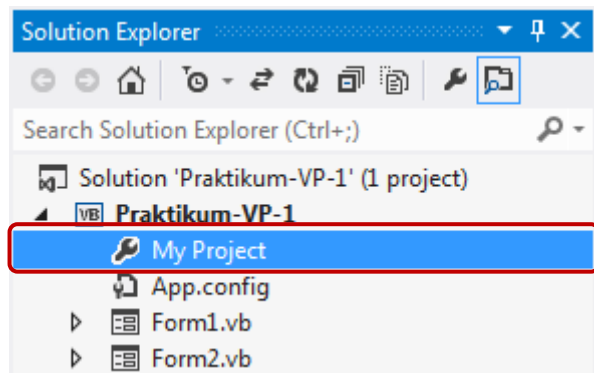 Solution Explorer
Search Solution Explorer (Ctrl+;)
Solution 'Praktikum-VP-1' (1 project)
VB Praktikum-VP-1
My Project
App.config
Form1.vb
Form2.vb